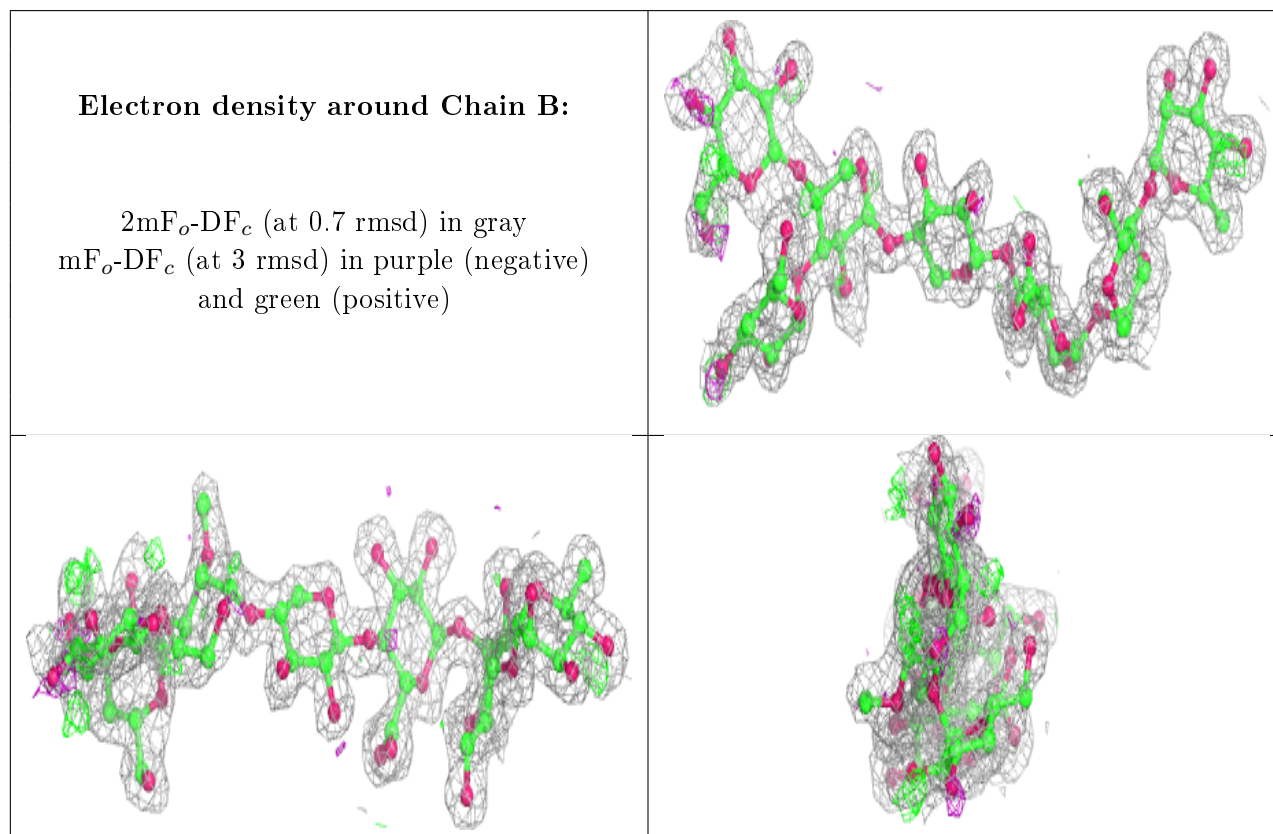 Electron density around Chain B:
2mFₒ-DF𝒸 (at 0.7 rmsd) in gray
mFₒ-DF𝒸 (at 3 rmsd) in purple (negative)
and green (positive)